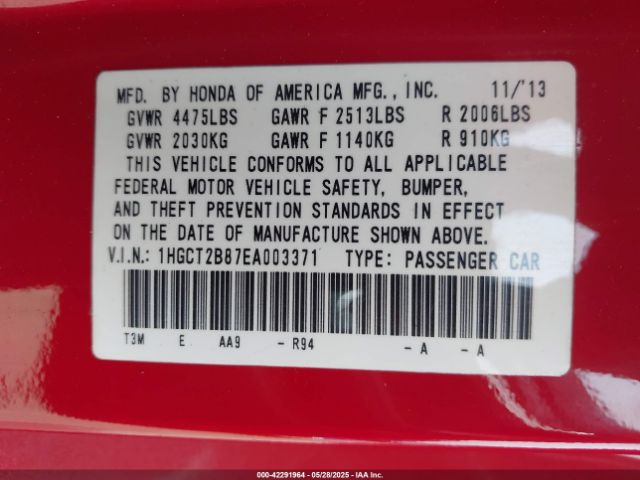 MFD. BY HONDA OF AMERICA MFG., INC. 11/'13
GVWR 4475LBS GAWR F 2513LBS R 2006LBS
GVWR 2030KG GAWR F 1140KG R 910KG
THIS VEHICLE CONFORMS TO ALL APPLICABLE
FEDERAL MOTOR VEHICLE SAFETY, BUMPER,
AND THEFT PREVENTION STANDARDS IN EFFECT
ON THE DATE OF MANUFACTURE SHOWN ABOVE.
V.I.N.: 1HGCT2B87EA003371 TYPE: PASSENGER CAR
T3M E AA9 - R94 - A - A
000-42291964 - 05/28/2025 - IAA Corp.